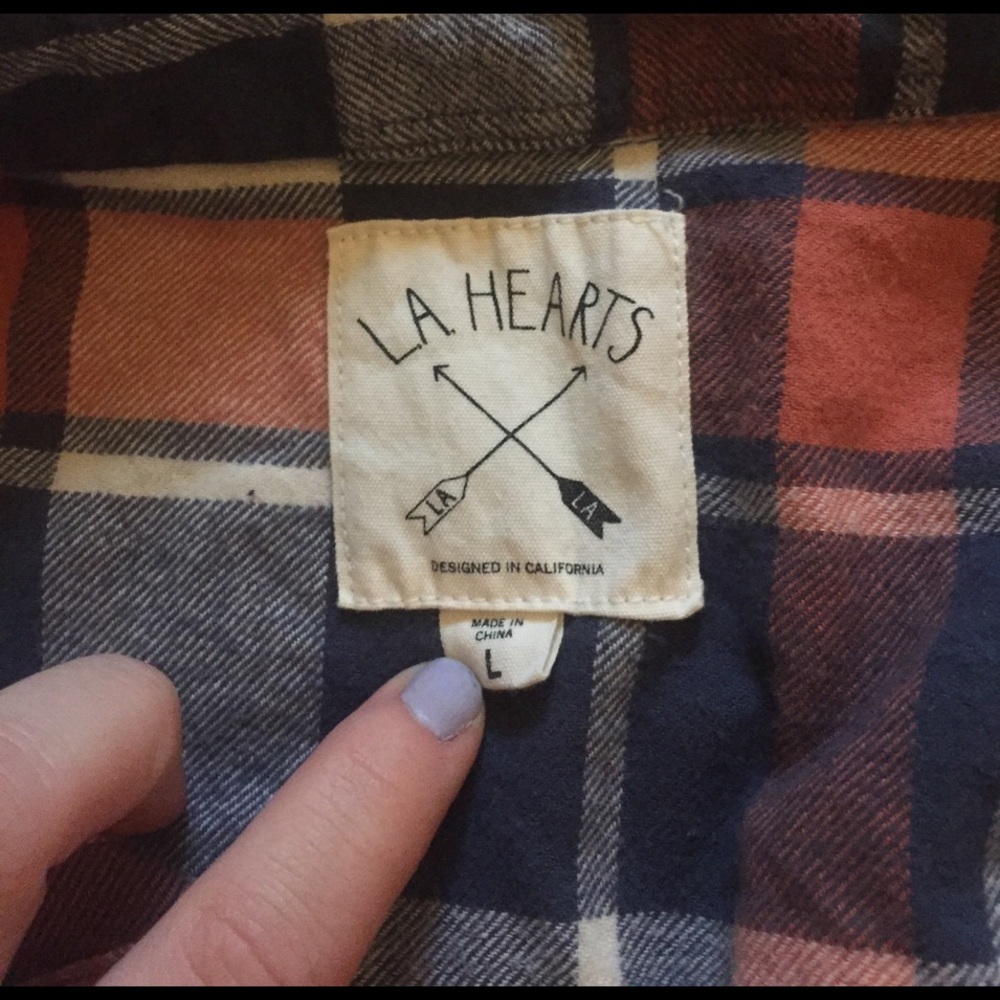 L.A. HEARTS
LA
LA
DESIGNED IN CALIFORNIA
MADE IN
CHINA
L